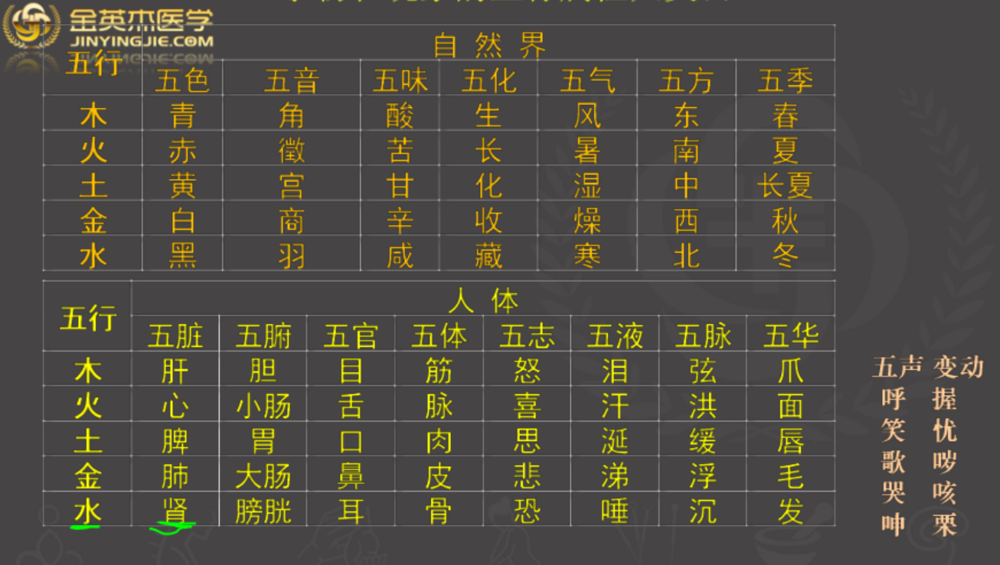 金英杰医学
JINYINGJIE.COM
五行 自然界
五色 五音 五味 五化 五气 五方 五季
木 青 角 酸 生 风 东 春
火 赤 徵 苦 长 暑 南 夏
土 黄 宫 甘 化 湿 中 长夏
金 白 商 辛 收 燥 西 秋
水 黑 羽 咸 藏 寒 北 冬
五行 人体
五脏 五腑 五官 五体 五志 五液 五脉 五华
木 肝 胆 目 筋 怒 泪 弦 爪
火 心 小肠 舌 脉 喜 汗 洪 面
土 脾 胃 口 肉 思 涎 缓 唇
金 肺 大肠 鼻 皮 悲 涕 浮 毛
水 肾 膀胱 耳 骨 恐 唾 沉 发
五声 变动
呼 握
笑 忧
歌 哕
哭 咳
呻 栗